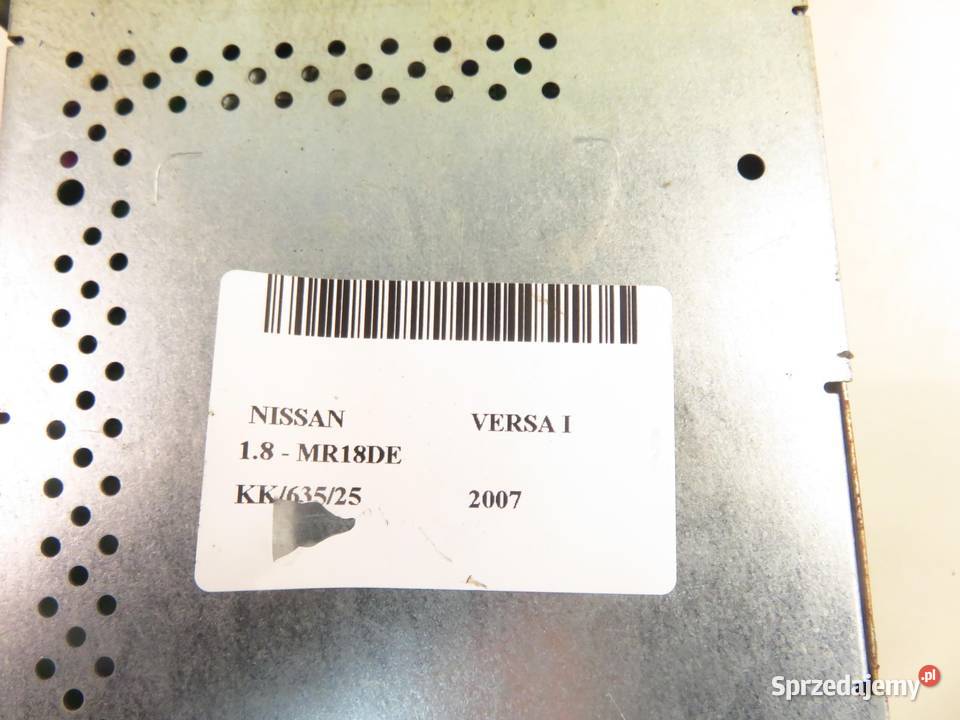 NISSAN VERSA I
1.8 - MR18DE
KK/635/25 2007
Sprzedajemy.pl